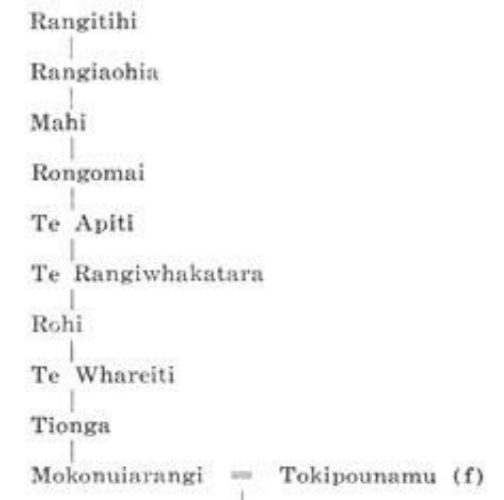 Rangitihi
Rangiaohia
Mahi
Rongomai
Te Apiti
Te Rangiwhakatara
Rohi
Te Whareiti
Tionga
Mokonuiarangi = Tokipounamu (f)